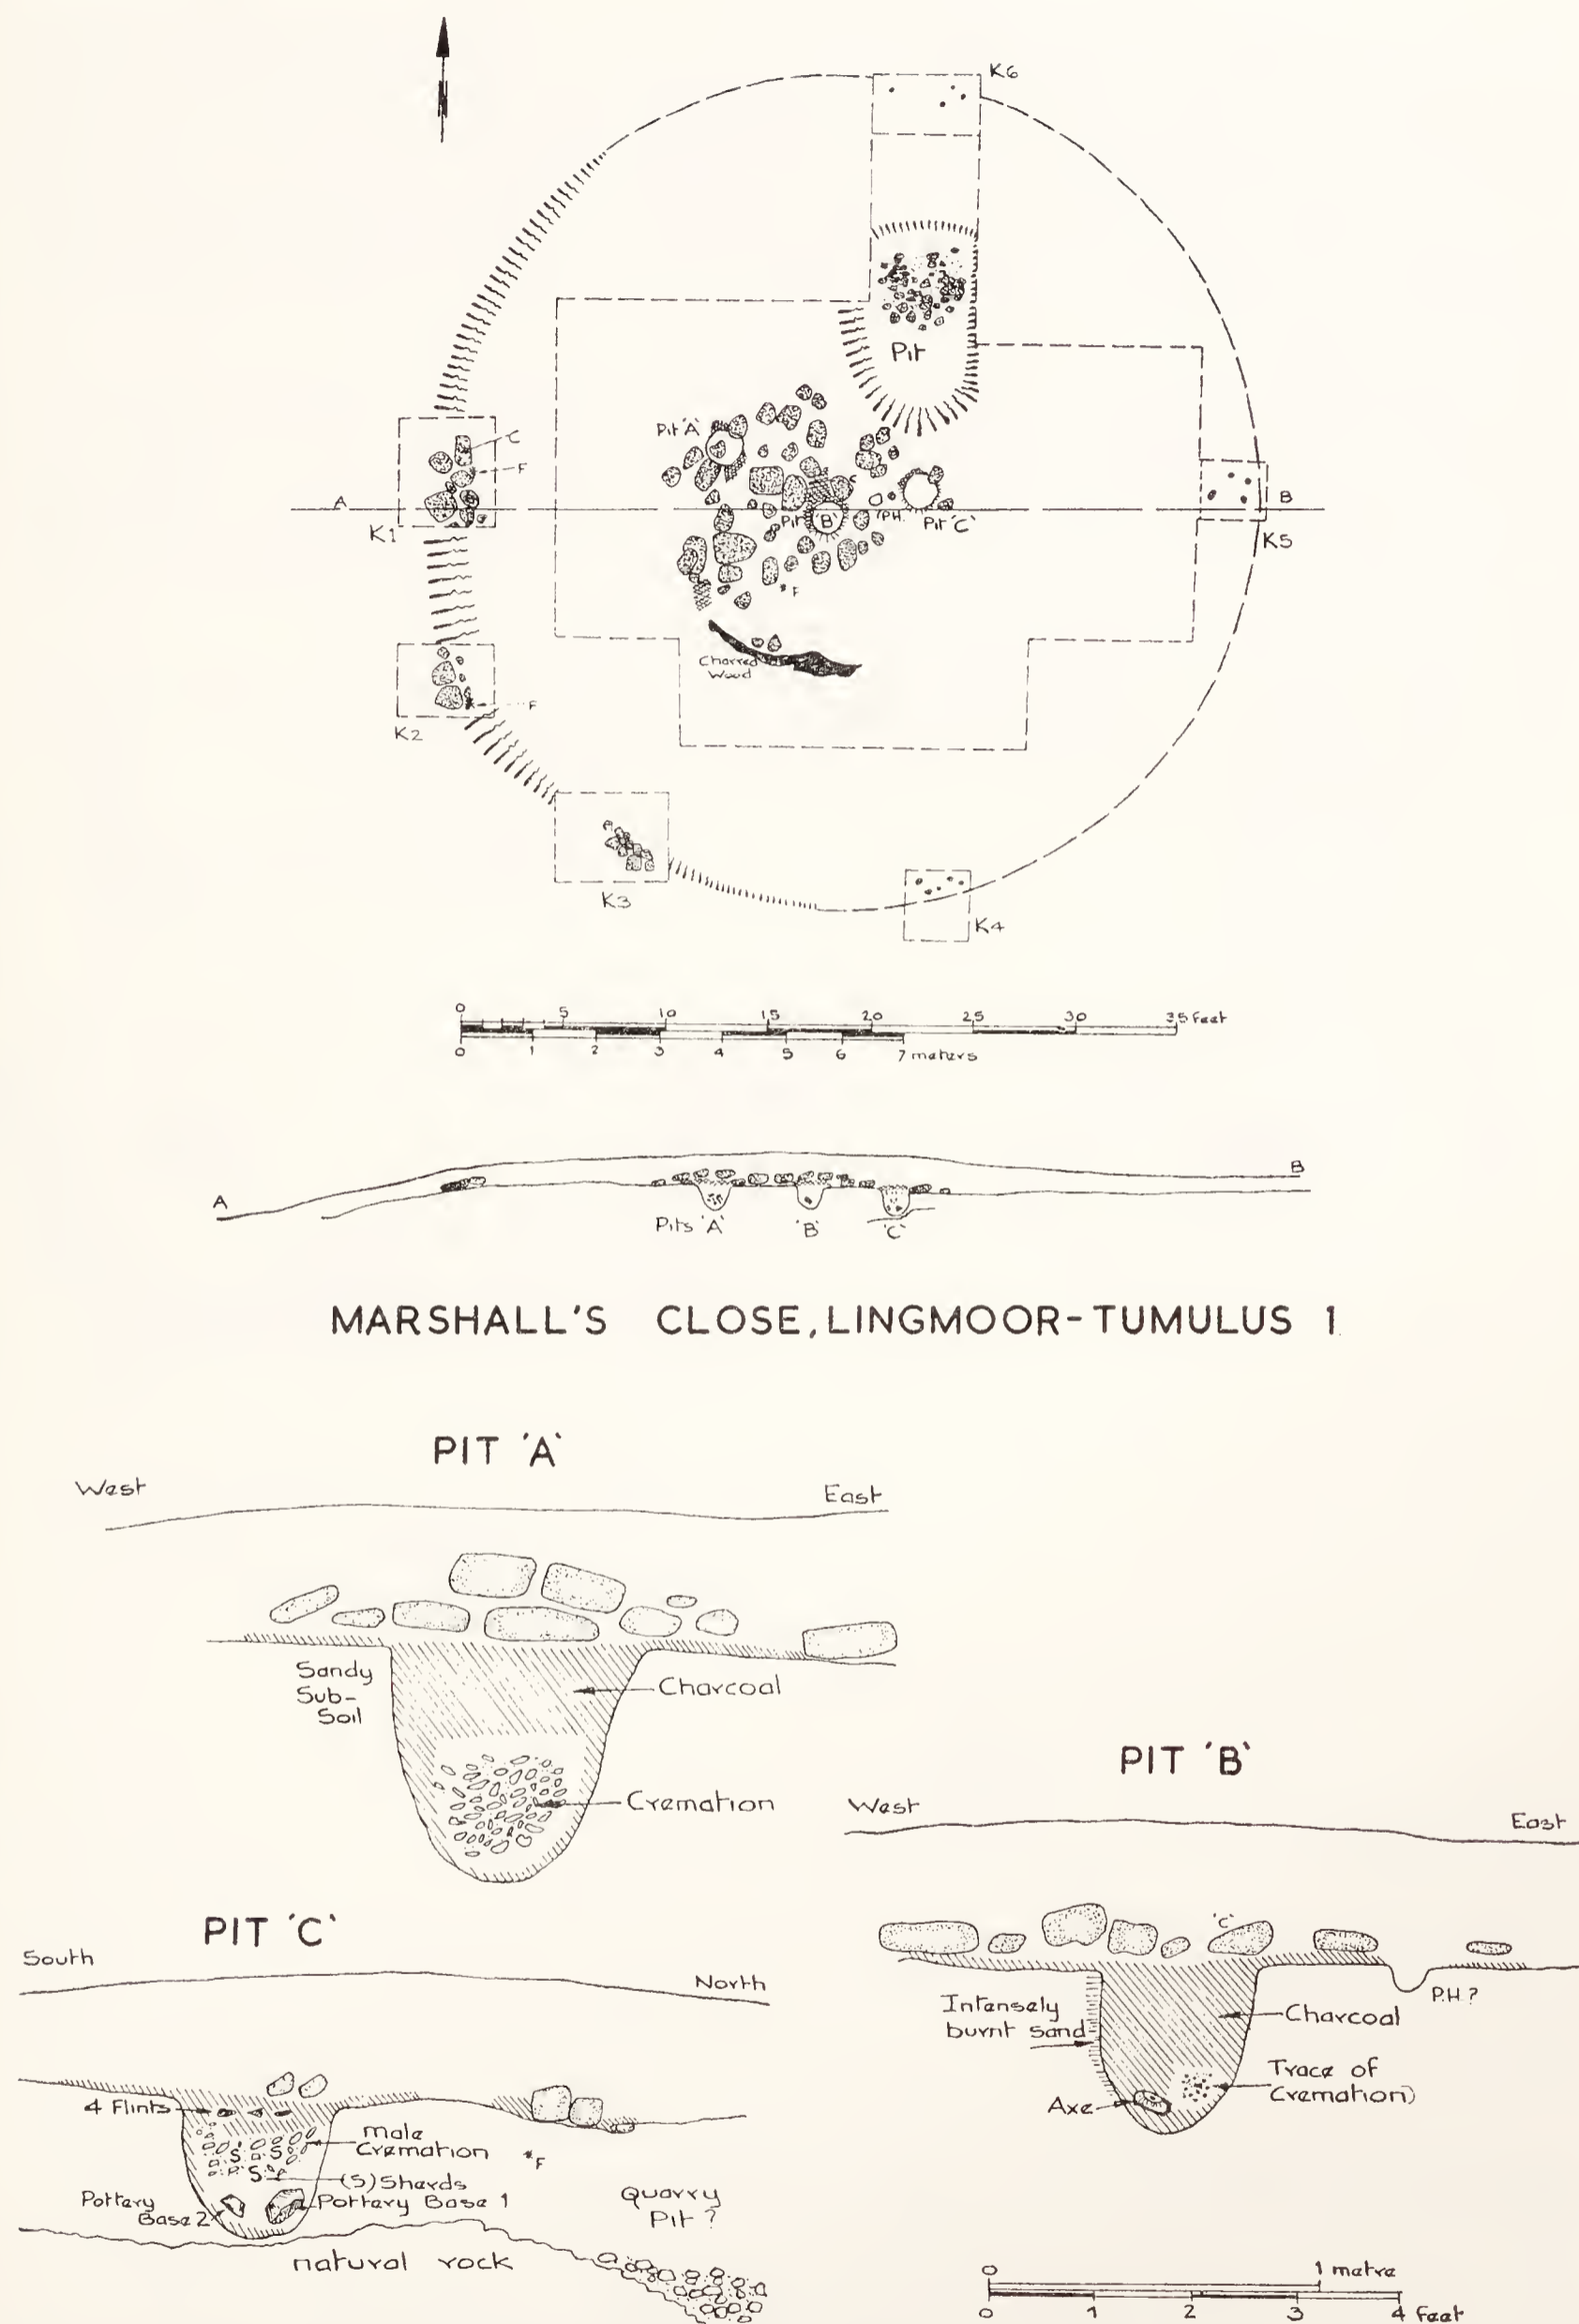 K6
Pit
Pit 'A'
C
F
A
B
K1
C
Pit 'B'
P.H.
Pit 'C'
K5
F
Charred
Wood
F
K2
K3
K4
0 5 10 15 20 25 30 35 feet
0 1 2 3 4 5 6 7 meters
A
B
Pits 'A'
'B'
'C'
MARSHALL'S CLOSE, LINGMOOR-TUMULUS 1.
PIT 'A'
West
East
Sandy
Sub-
Soil
Charcoal
Cremation
PIT 'B'
West
East
'C'
Intensely
burnt sand
Charcoal
P.H.?
Trace of
Cremation)
Axe
PIT 'C'
South
North
4 Flints
Male
Cremation
*F
(S) Sherds
Pottery
Base 2
Pottery Base 1
Quarry
Pit ?
natural rock
S S
S
0 1 metre
0 1 2 3 4 feet